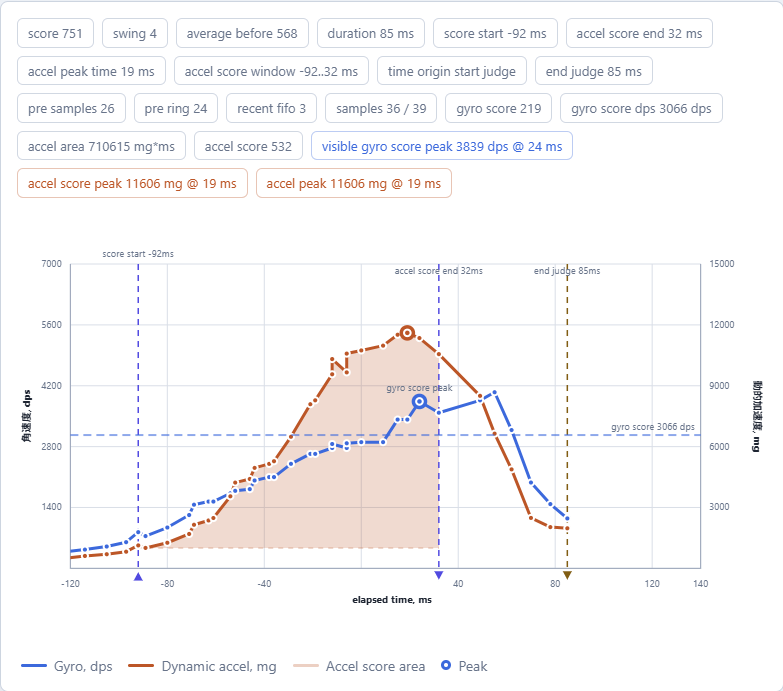 score 751 swing 4 average before 568 duration 85 ms score start -92 ms accel score end 32 ms
accel peak time 19 ms accel score window -92..32 ms time origin start judge end judge 85 ms
pre samples 26 pre ring 24 recent fifo 3 samples 36 / 39 gyro score 219 gyro score dps 3066 dps
accel area 710615 mg*ms accel score 532 visible gyro score peak 3839 dps @ 24 ms
accel score peak 11606 mg @ 19 ms accel peak 11606 mg @ 19 ms
score start -92ms
7000 accel score end 32ms end judge 85ms 15000
5600 12000
4200 gyro score peak 9000
gyro score 3066 dps
2800 6000
1400 3000
角速度, dps
動的加速度, mg
-120 -80 -40 40 80 120 140
elapsed time, ms
Gyro, dps Dynamic accel, mg Accel score area Peak